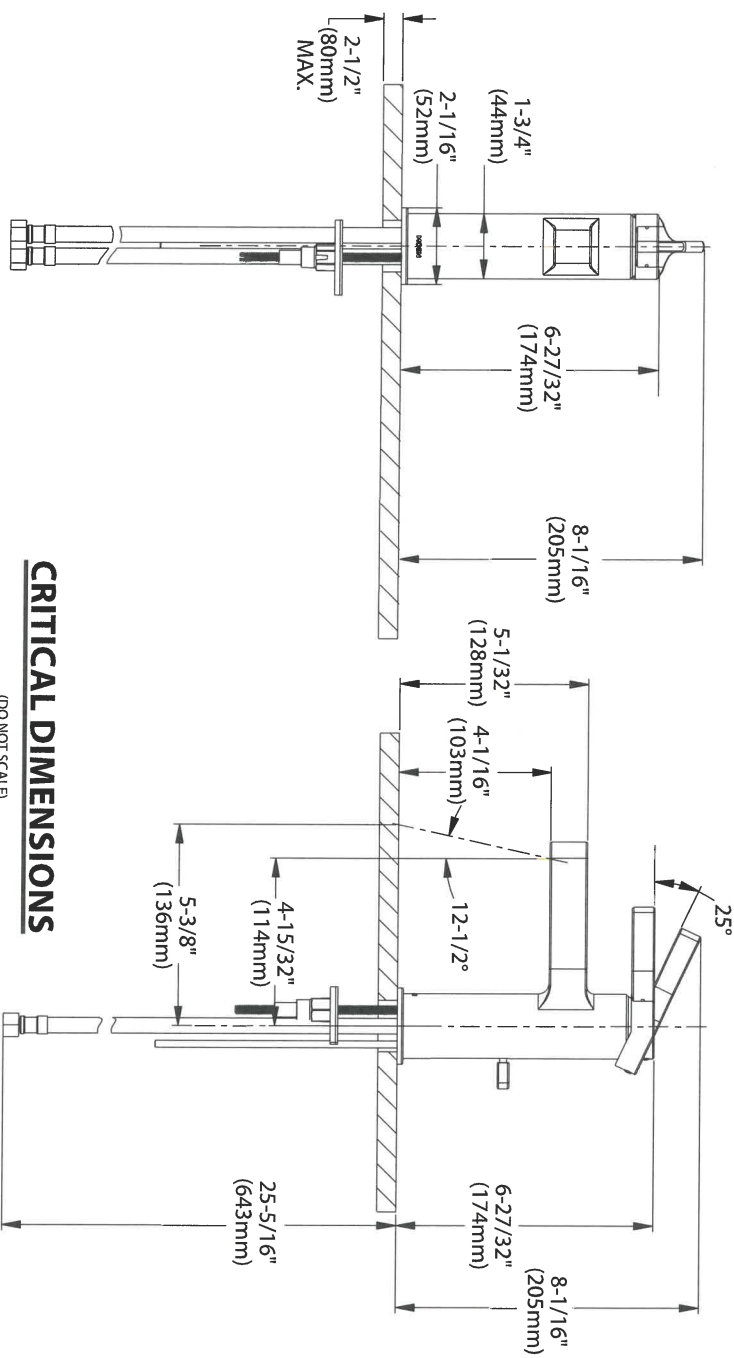 2-1/2"
(80mm)
MAX.
2-1/16"
(52mm)
1-3/4"
(44mm)
6-27/32"
(174mm)
8-1/16"
(205mm)
5-1/32"
(128mm)
4-1/16"
(103mm)
12-1/2°
25°
4-15/32"
(114mm)
5-3/8"
(136mm)
6-27/32"
(174mm)
8-1/16"
(205mm)
25-5/16"
(643mm)
CRITICAL DIMENSIONS
(DO NOT SCALE)